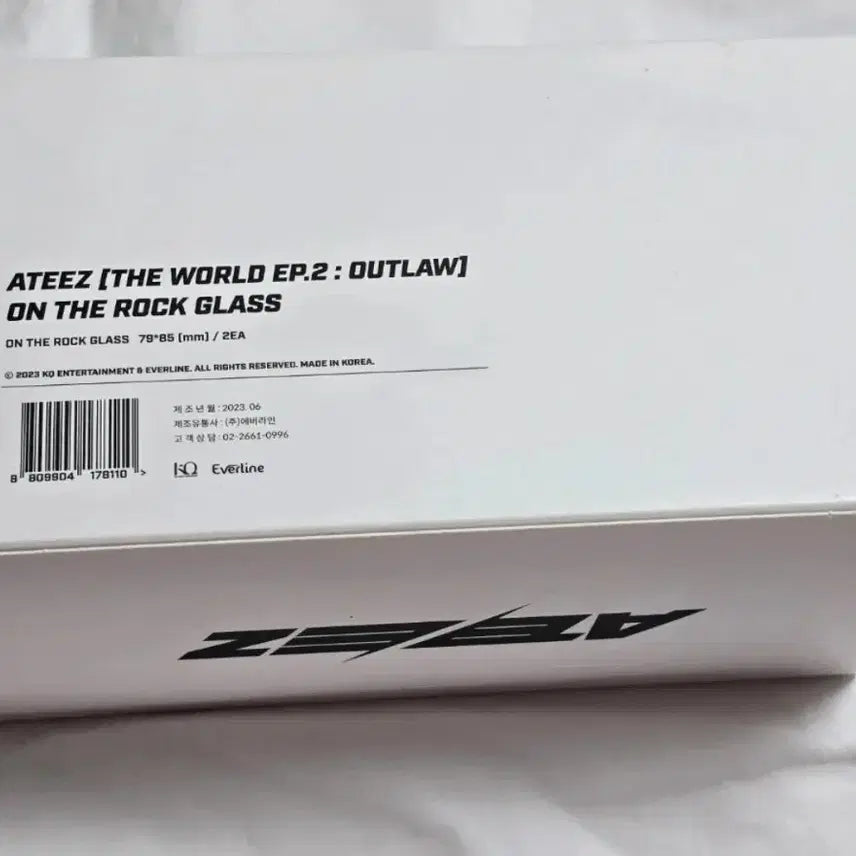 ATEEZ [THE WORLD EP.2 : OUTLAW]
ON THE ROCK GLASS
ON THE ROCK GLASS 79*85 (mm) / 2EA
© 2023 KQ ENTERTAINMENT & EVERLINE. ALL RIGHTS RESERVED. MADE IN KOREA.
제 조 년 월 : 2023. 06
제조유통사 : (주)에버라인
고 객 상 담 : 02-2661-0996
8 809904 178110 >
KQ Everline
ATEEZ